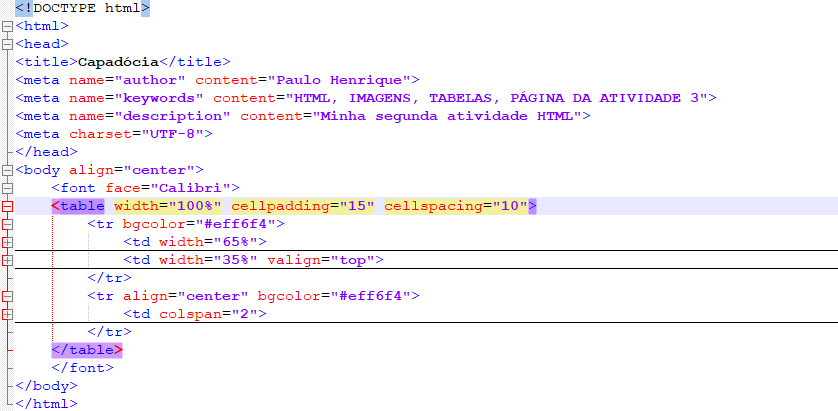 <!DOCTYPE html>
<html>
<head>
<title>Capadócia</title>
<meta name="author" content="Paulo Henrique">
<meta name="keywords" content="HTML, IMAGENS, TABELAS, PÁGINA DA ATIVIDADE 3">
<meta name="description" content="Minha segunda atividade HTML">
<meta charset="UTF-8">
</head>
<body align="center">
    <font face="Calibri">
    <table width="100%" cellpadding="15" cellspacing="10">
        <tr bgcolor="#eff6f4">
            <td width="65%">
            <td width="35%" valign="top">
        </tr>
        <tr align="center" bgcolor="#eff6f4">
            <td colspan="2">
        </tr>
    </table>
    </font>
</body>
</html>